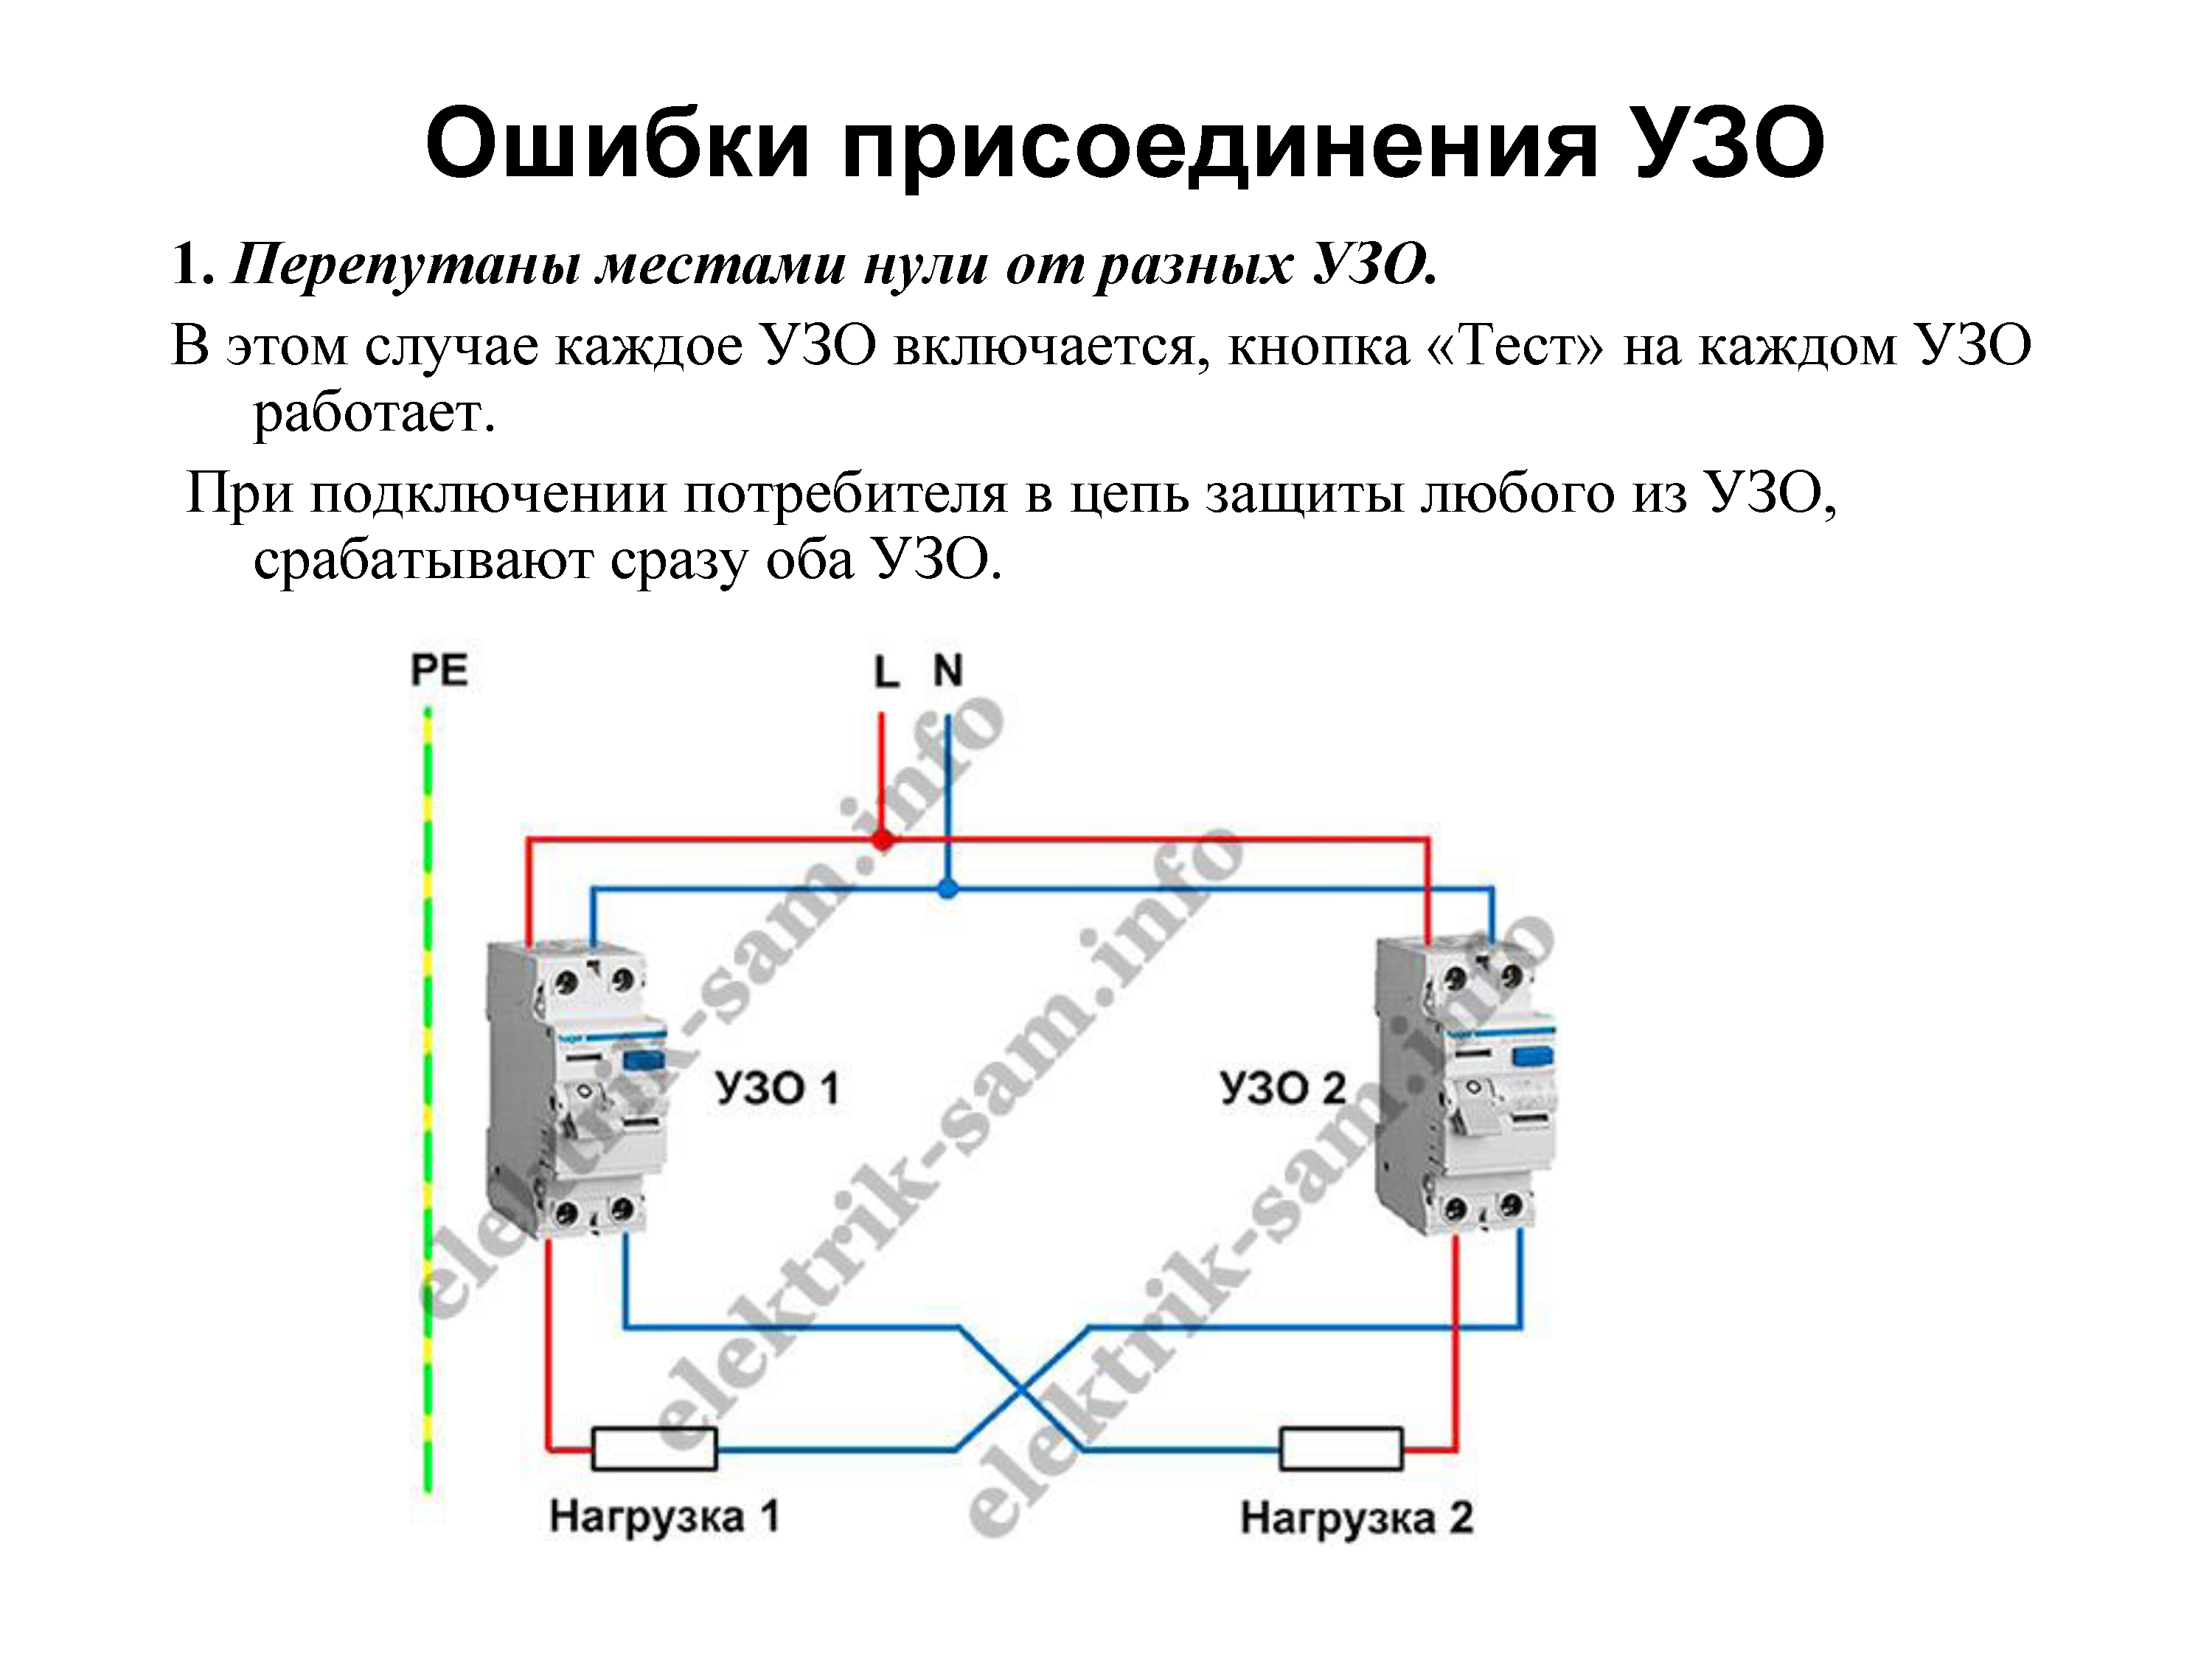 Ошибки присоединения УЗО
1. Перепутаны местами нули от разных УЗО.
В этом случае каждое УЗО включается, кнопка «Тест» на каждом УЗО
работает.
При подключении потребителя в цепь защиты любого из УЗО,
срабатывают сразу оба УЗО.
PE
L N
elektrik-sam.info
elektrik-sam.info
elektrik-sam.info
hager
УЗО 1
УЗО 2
Нагрузка 1
Нагрузка 2